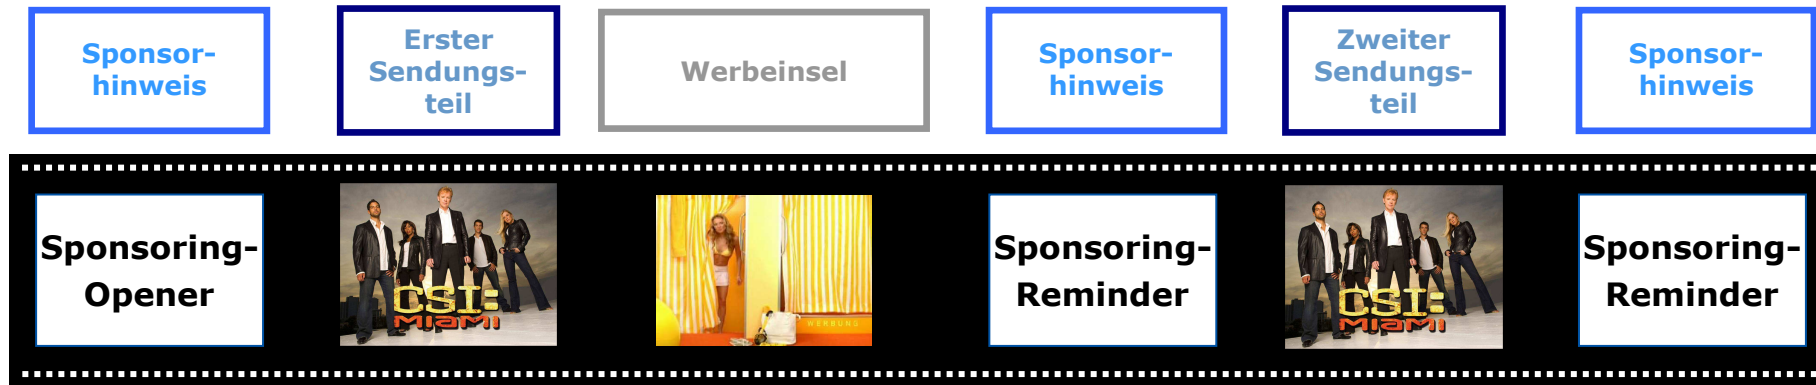 Sponsor-
hinweis
Erster
Sendungs-
teil
Werbeinsel
Sponsor-
hinweis
Zweiter
Sendungs-
teil
Sponsor-
hinweis
Sponsoring-
Opener
CSI:
MIAMI
WERBUNG
Sponsoring-
Reminder
CSI:
MIAMI
Sponsoring-
Reminder